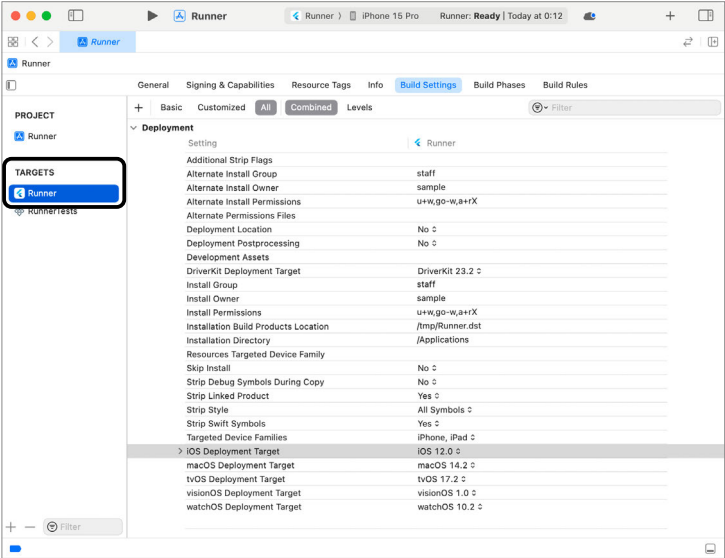 Runner
Runner 〉 iPhone 15 Pro Runner: Ready | Today at 0:12
Runner
Runner
General Signing & Capabilities Resource Tags Info Build Settings Build Phases Build Rules
PROJECT
Runner
TARGETS
Runner
RunnerTests
+ Basic Customized All Combined Levels Filter
Deployment
Setting Runner
Additional Strip Flags
Alternate Install Group staff
Alternate Install Owner sample
Alternate Install Permissions u+w,go-w,a+rX
Alternate Permissions Files
Deployment Location No
Deployment Postprocessing No
Development Assets
DriverKit Deployment Target DriverKit 23.2
Install Group staff
Install Owner sample
Install Permissions u+w,go-w,a+rX
Installation Build Products Location /tmp/Runner.dst
Installation Directory /Applications
Resources Targeted Device Family
Skip Install No
Strip Debug Symbols During Copy No
Strip Linked Product Yes
Strip Style All Symbols
Strip Swift Symbols Yes
Targeted Device Families iPhone, iPad
iOS Deployment Target iOS 12.0
macOS Deployment Target macOS 14.2
tvOS Deployment Target tvOS 17.2
visionOS Deployment Target visionOS 1.0
watchOS Deployment Target watchOS 10.2
Filter